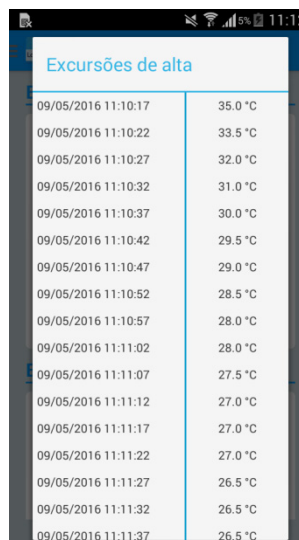 5% 11:1
Excursões de alta
09/05/2016 11:10:17 35.0 °C
09/05/2016 11:10:22 33.5 °C
09/05/2016 11:10:27 32.0 °C
09/05/2016 11:10:32 31.0 °C
09/05/2016 11:10:37 30.0 °C
09/05/2016 11:10:42 29.5 °C
09/05/2016 11:10:47 29.0 °C
09/05/2016 11:10:52 28.5 °C
09/05/2016 11:10:57 28.0 °C
09/05/2016 11:11:02 28.0 °C
09/05/2016 11:11:07 27.5 °C
09/05/2016 11:11:12 27.0 °C
09/05/2016 11:11:17 27.0 °C
09/05/2016 11:11:22 27.0 °C
09/05/2016 11:11:27 26.5 °C
09/05/2016 11:11:32 26.5 °C
09/05/2016 11:11:37 26.5 °C